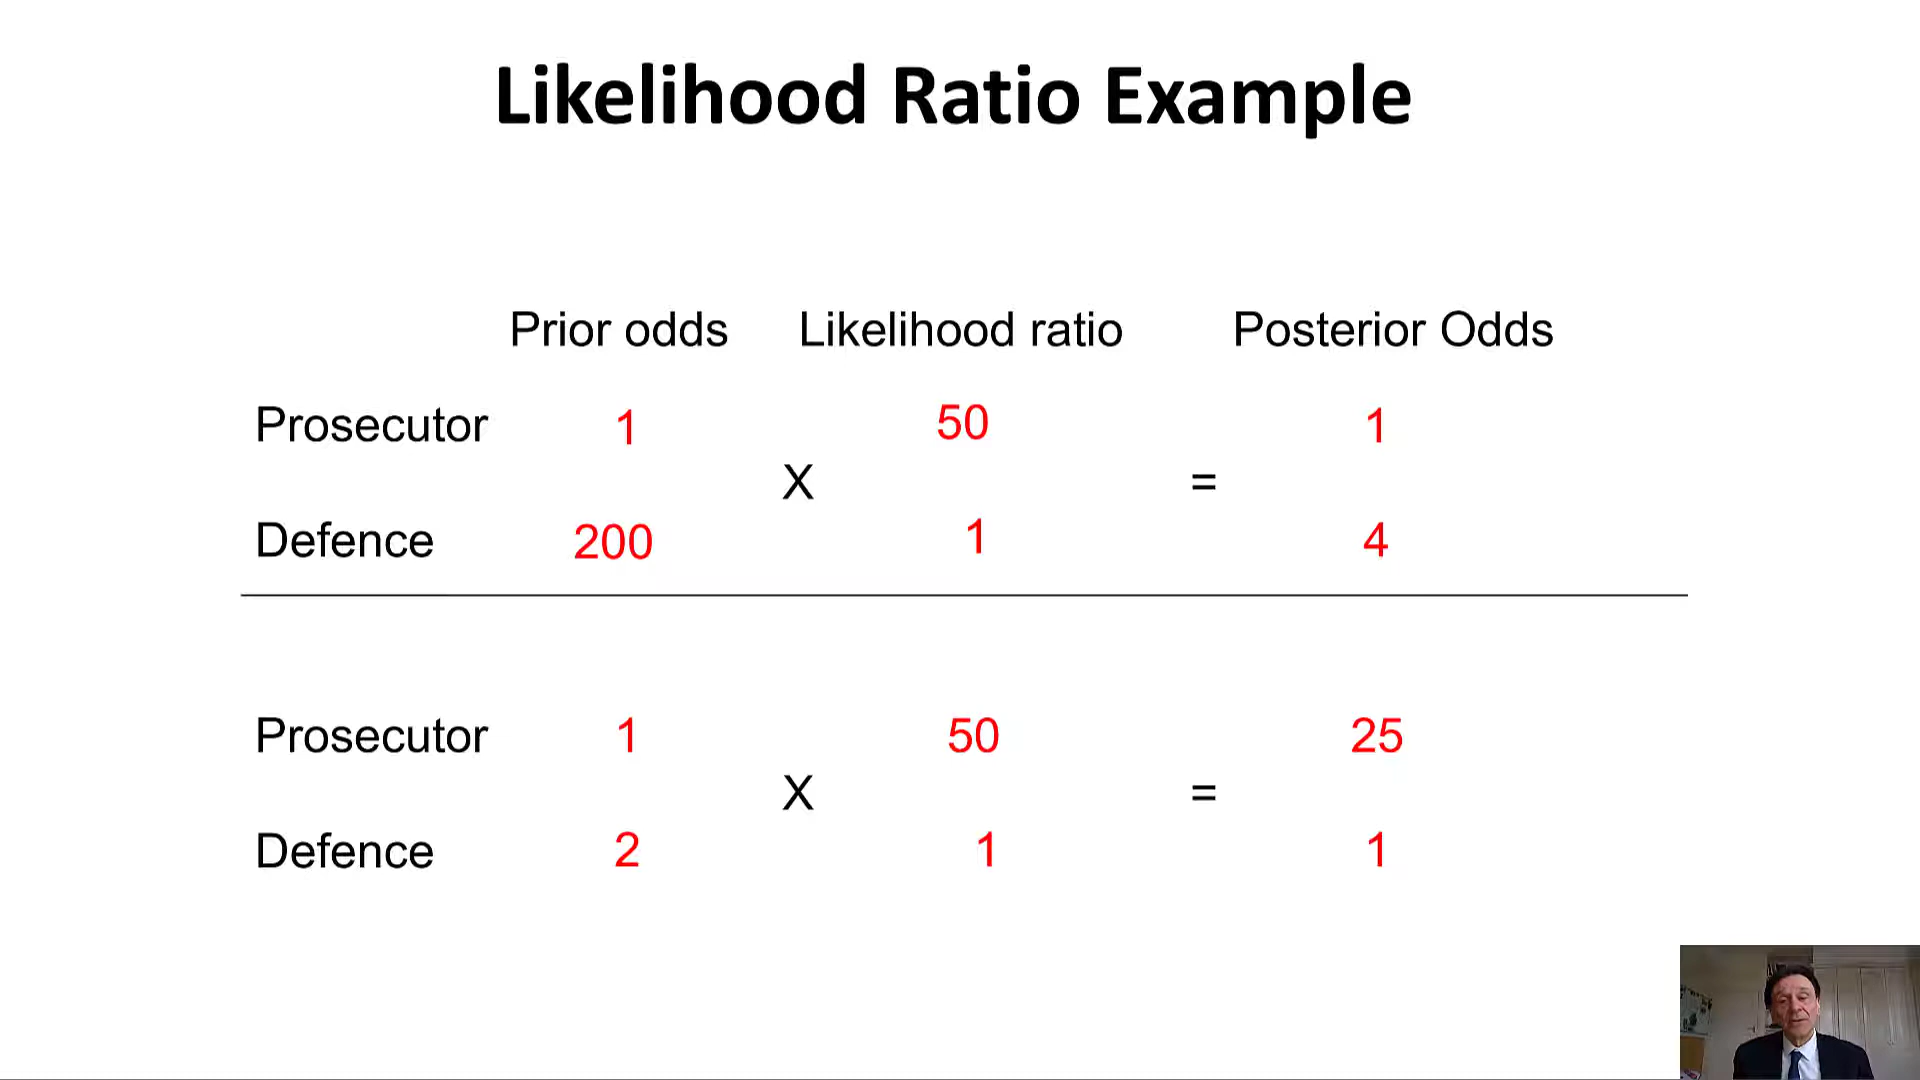 Likelihood Ratio Example
Prior odds Likelihood ratio Posterior Odds
Prosecutor 1 50 1
X =
Defence 200 1 4
Prosecutor 1 50 25
X =
Defence 2 1 1